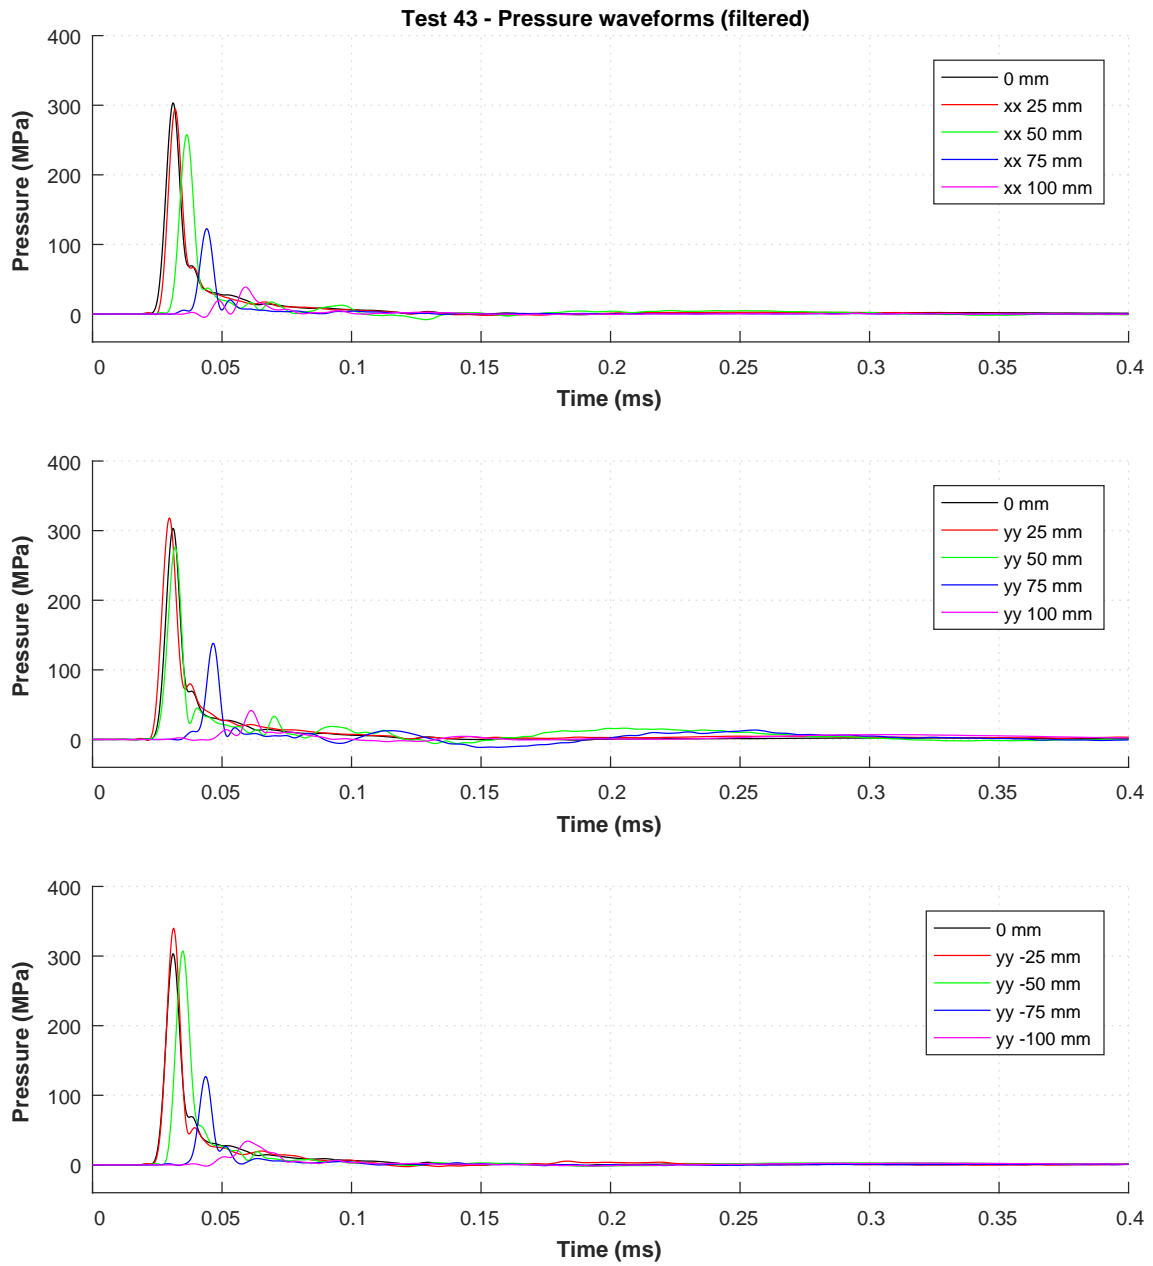 Test 43 - Pressure waveforms (filtered)
400
300
200
100
0
Pressure (MPa)
0 mm
xx 25 mm
xx 50 mm
xx 75 mm
xx 100 mm
0 0.05 0.1 0.15 0.2 0.25 0.3 0.35 0.4
Time (ms)
400
300
200
100
0
Pressure (MPa)
0 mm
yy 25 mm
yy 50 mm
yy 75 mm
yy 100 mm
0 0.05 0.1 0.15 0.2 0.25 0.3 0.35 0.4
Time (ms)
400
300
200
100
0
Pressure (MPa)
0 mm
yy -25 mm
yy -50 mm
yy -75 mm
yy -100 mm
0 0.05 0.1 0.15 0.2 0.25 0.3 0.35 0.4
Time (ms)